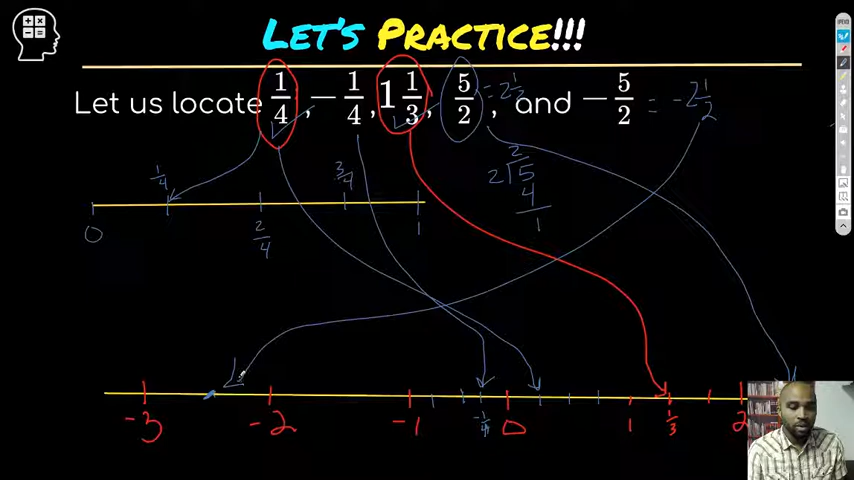 LET'S PRACTICE!!!
Let us locate 1/4, -1/4, 1 1/3, 5/2, and -5/2 = -2 1/2
1/4 3/4 2
2 5
4
1
0 2/4 1
-3 -2 -1 -1/4 0 1 1/3 2